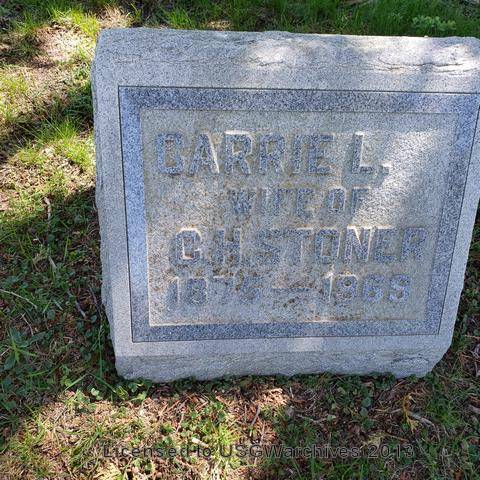 CARRIE L.
WIFE OF
C.H. STONER
1875 — 1969
Licensed to USGWarchives 2013